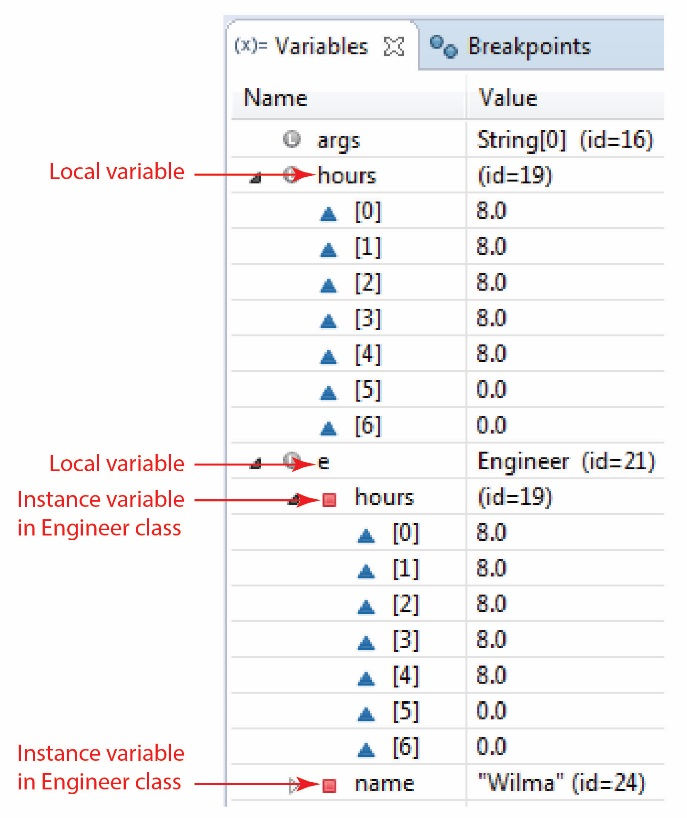 (x)= Variables Breakpoints
Name Value
args String[0] (id=16)
Local variable hours (id=19)
[0] 8.0
[1] 8.0
[2] 8.0
[3] 8.0
[4] 8.0
[5] 0.0
[6] 0.0
Local variable e Engineer (id=21)
Instance variable hours (id=19)
in Engineer class
[0] 8.0
[1] 8.0
[2] 8.0
[3] 8.0
[4] 8.0
[5] 0.0
[6] 0.0
Instance variable
in Engineer class name "Wilma" (id=24)